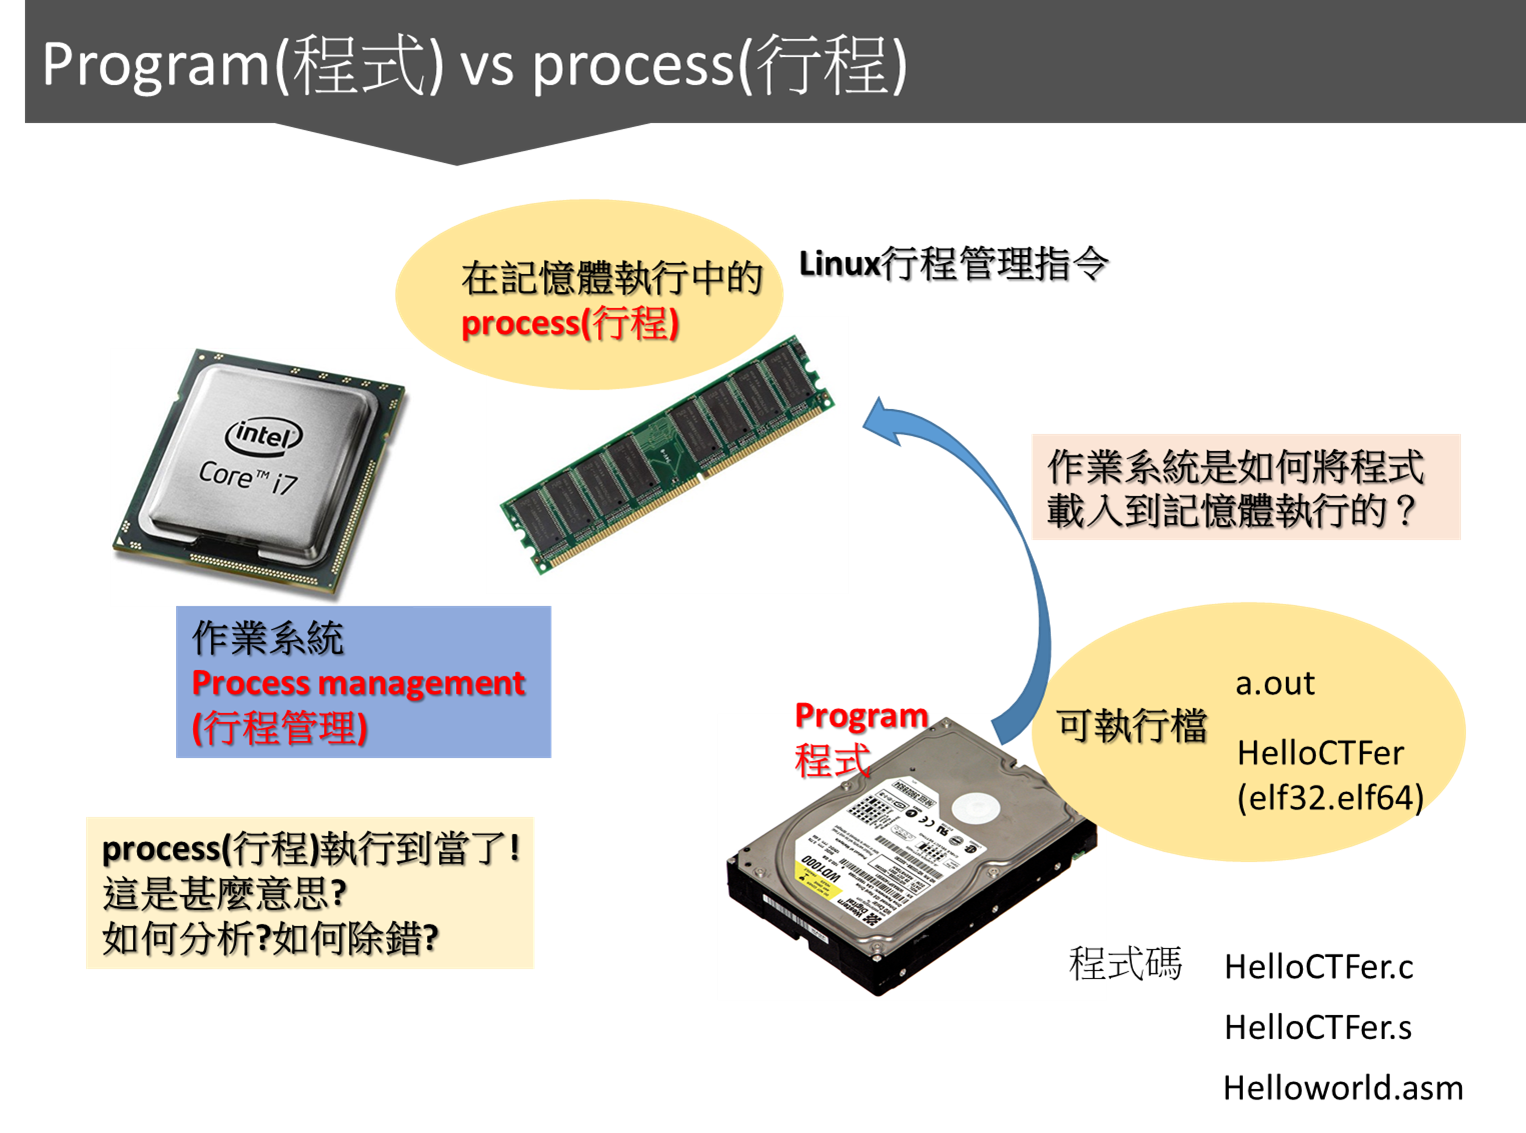 Program(程式) vs process(行程)
在記憶體執行中的
process(行程)
Linux行程管理指令
intel
Core™ i7
作業系統是如何將程式
載入到記憶體執行的？
作業系統
Process management
(行程管理)
Program
程式
可執行檔
a.out
HelloCTFer
(elf32.elf64)
process(行程)執行到當了!
這是甚麼意思?
如何分析?如何除錯?
WD1000
Western
Digital
程式碼
HelloCTFer.c
HelloCTFer.s
Helloworld.asm